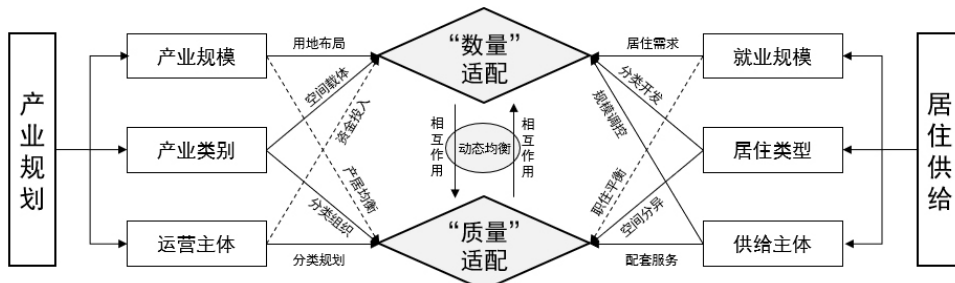 产业规划
产业规模
产业类别
运营主体
用地布局
空间载体
资金投入
产居均衡
分类组织
分类规划
“数量”
适配
相互作用
动态均衡
相互作用
“质量”
适配
居住需求
分类开发
规模调控
职住平衡
空间分异
配套服务
就业规模
居住类型
供给主体
居住供给